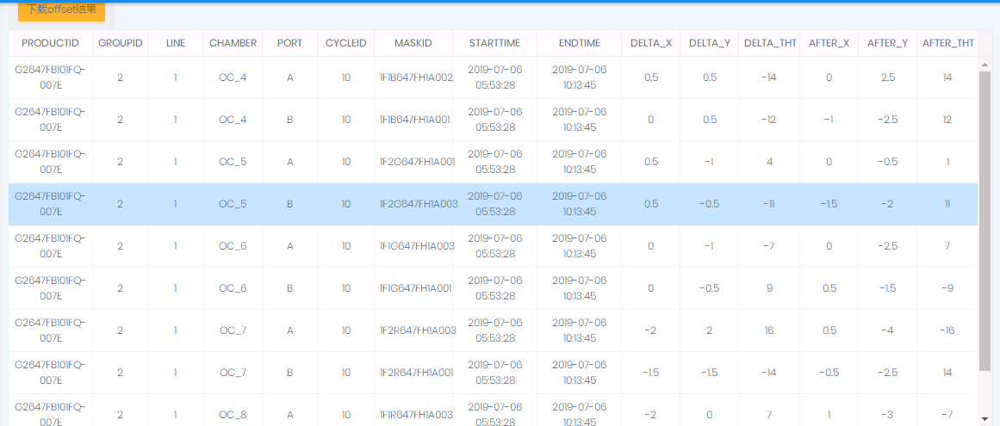 下载offset结果
PRODUCTID GROUPID LINE CHAMBER PORT CYCLEID MASKID STARTTIME ENDTIME DELTA_X DELTA_Y DELTA_THT AFTER_X AFTER_Y AFTER_THT
G2647FB101FQ-007E 2 1 OC_4 A 10 1F1B647FH1A002 2019-07-06 05:53:28 2019-07-06 10:13:45 0.5 0.5 -14 0 2.5 14
G2647FB101FQ-007E 2 1 OC_4 B 10 1F1B647FH1A001 2019-07-06 05:53:28 2019-07-06 10:13:45 0 0.5 -12 -1 -2.5 12
G2647FB101FQ-007E 2 1 OC_5 A 10 1F2G647FH1A001 2019-07-06 05:53:28 2019-07-06 10:13:45 0.5 -1 4 0 -0.5 1
G2647FB101FQ-007E 2 1 OC_5 B 10 1F2G647FH1A003 2019-07-06 05:53:28 2019-07-06 10:13:45 0.5 -0.5 -11 -1.5 -2 11
G2647FB101FQ-007E 2 1 OC_6 A 10 1F1G647FH1A003 2019-07-06 05:53:28 2019-07-06 10:13:45 0 -1 -7 0 -2.5 7
G2647FB101FQ-007E 2 1 OC_6 B 10 1F1G647FH1A001 2019-07-06 05:53:28 2019-07-06 10:13:45 0 -0.5 9 0.5 -1.5 -9
G2647FB101FQ-007E 2 1 OC_7 A 10 1F2R647FH1A003 2019-07-06 05:53:28 2019-07-06 10:13:45 -2 2 16 0.5 -4 -16
G2647FB101FQ-007E 2 1 OC_7 B 10 1F2R647FH1A001 2019-07-06 05:53:28 2019-07-06 10:13:45 -1.5 -1.5 -14 -0.5 -2.5 14
G2647FB101FQ-007E 2 1 OC_8 A 10 1F1R647FH1A003 2019-07-06 05:53:28 2019-07-06 10:13:45 -2 0 7 1 -3 -7